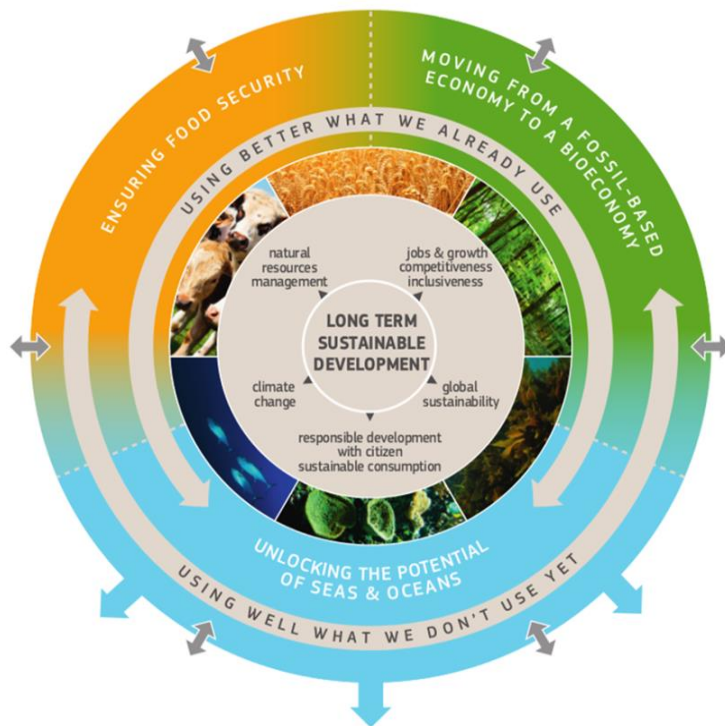 ENSURING FOOD SECURITY
MOVING FROM A FOSSIL-BASED
ECONOMY TO A BIOECONOMY
USING BETTER WHAT WE ALREADY USE
natural
resources
management
jobs & growth
competitiveness
inclusiveness
LONG TERM
SUSTAINABLE
DEVELOPMENT
climate
change
global
sustainability
responsible development
with citizen
sustainable consumption
UNLOCKING THE POTENTIAL
OF SEAS & OCEANS
USING WELL WHAT WE DON'T USE YET